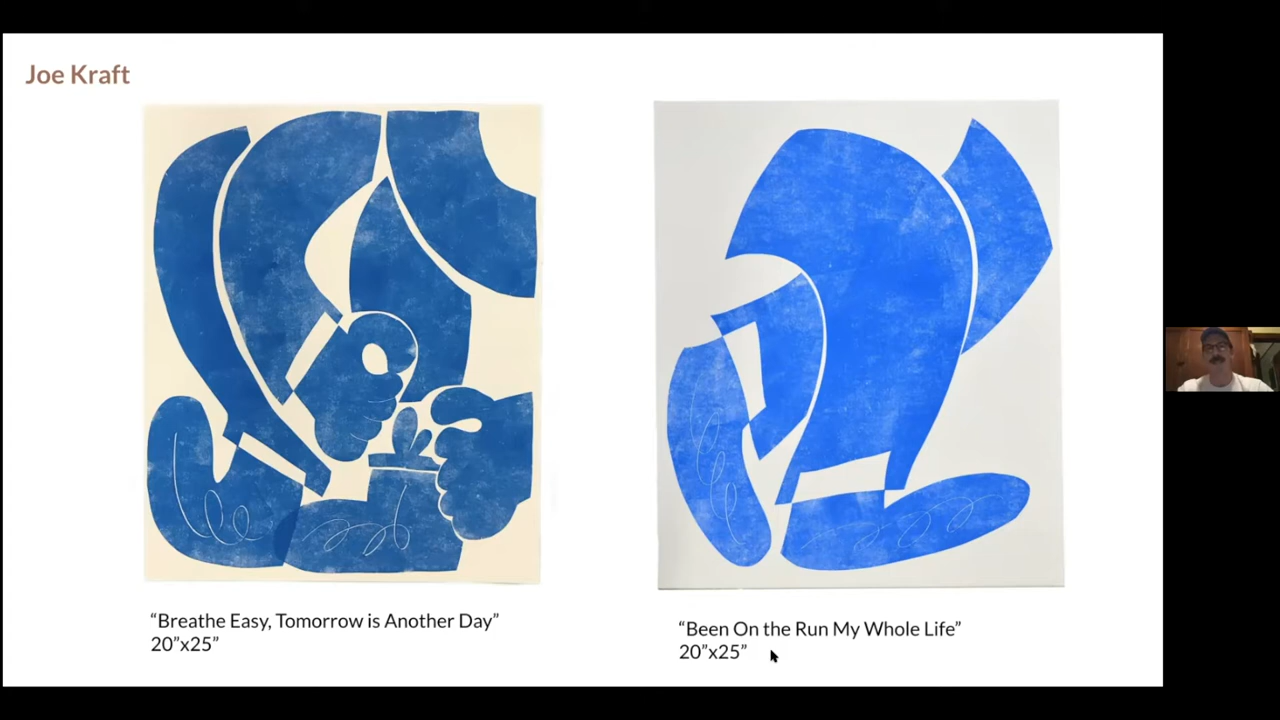 Joe Kraft
“Breathe Easy, Tomorrow is Another Day”
20”x25”
“Been On the Run My Whole Life”
20”x25”